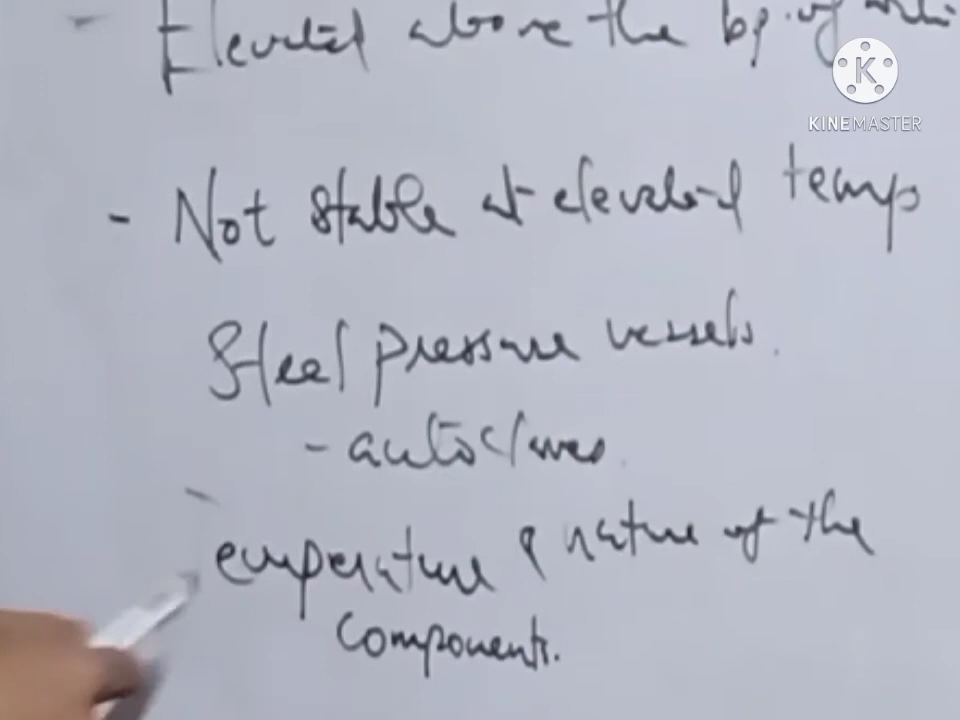 - Elevated above the bp. of
K
KINEMASTER
- Not stable at elevated temp
Steel pressure vessels.
- autoclaves.
emperature & nature of the
components.